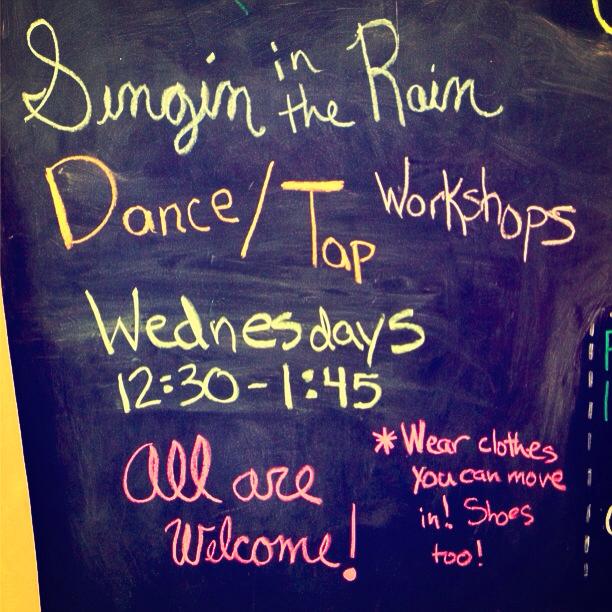 Singin in the Rain
Dance/Tap Workshops
Wednesdays
12:30-1:45
All are
Welcome!
* Wear clothes
you can move
in! Shoes
too!